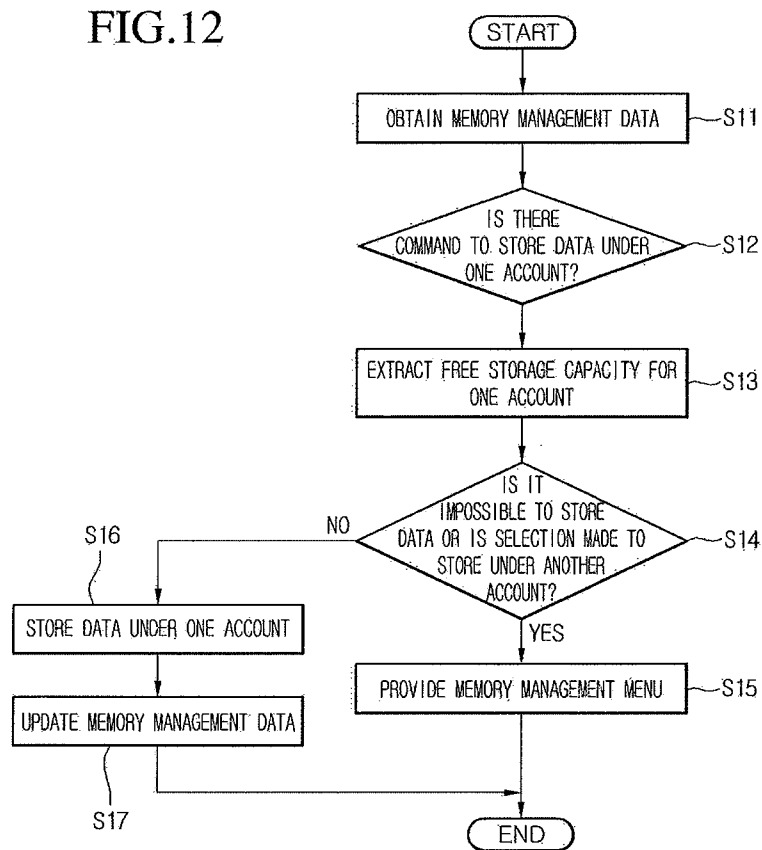 FIG.12
START
OBTAIN MEMORY MANAGEMENT DATA
S11
IS THERE
COMMAND TO STORE DATA UNDER
ONE ACCOUNT?
S12
EXTRACT FREE STORAGE CAPACITY FOR
ONE ACCOUNT
S13
IS IT
IMPOSSIBLE TO STORE
DATA OR IS SELECTION MADE TO
STORE UNDER ANOTHER
ACCOUNT?
S14
NO
YES
S16
STORE DATA UNDER ONE ACCOUNT
PROVIDE MEMORY MANAGEMENT MENU
S15
UPDATE MEMORY MANAGEMENT DATA
S17
END